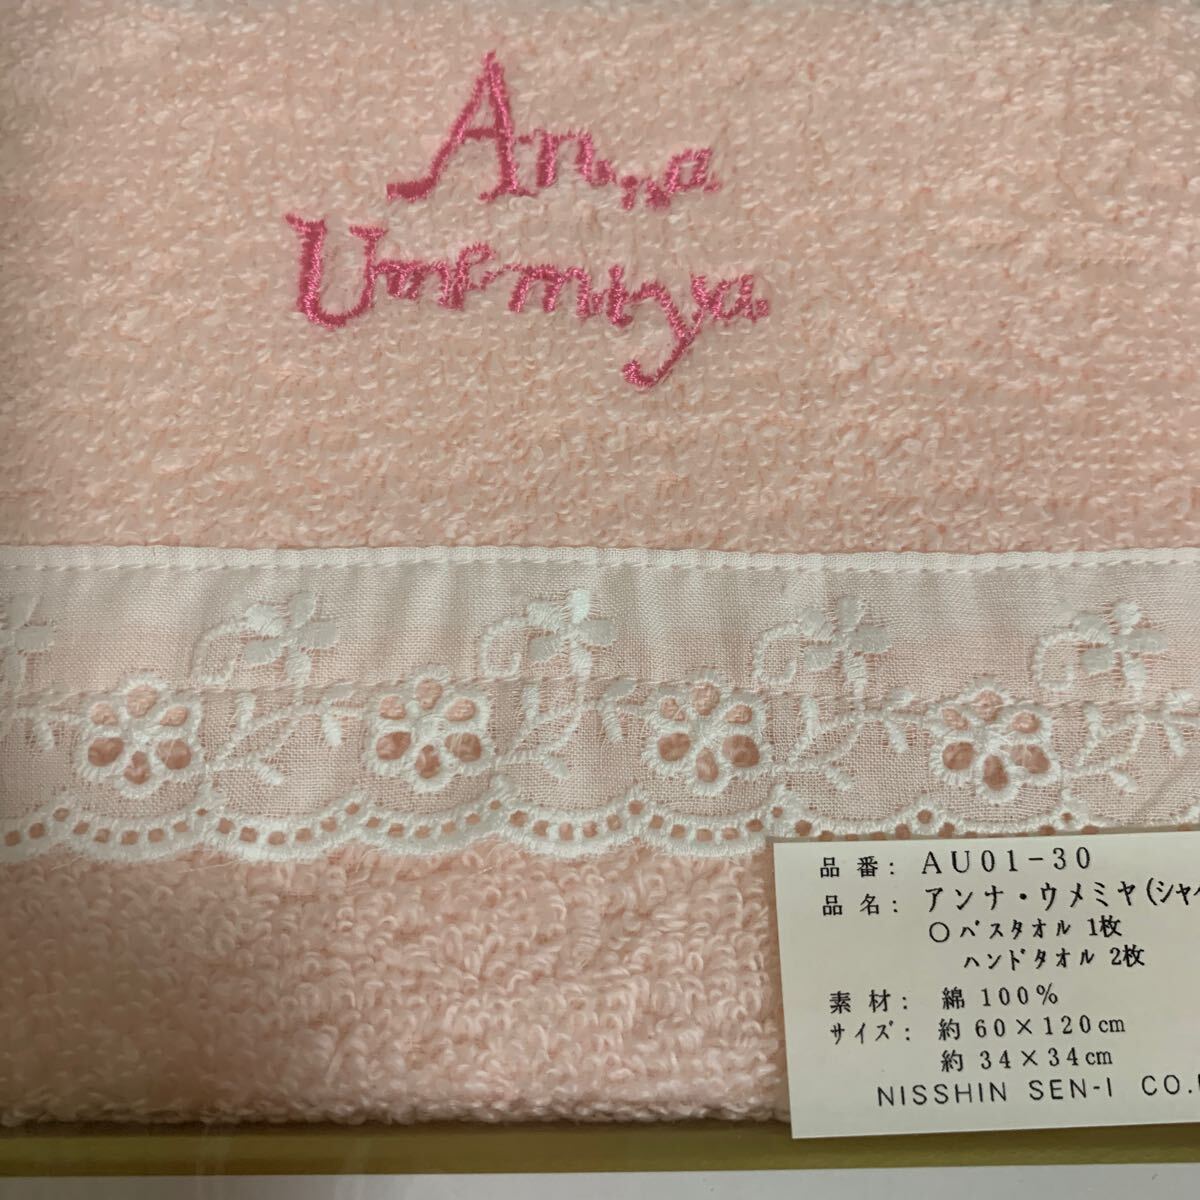 Anna
Umemiya
品番: AU01-30
品名: アンナ・ウメミヤ(シャイ
○バスタオル 1枚
ハンドタオル 2枚
素材: 綿 100%
サイズ: 約 60×120cm
約 34×34cm
NISSHIN SEN-I CO.